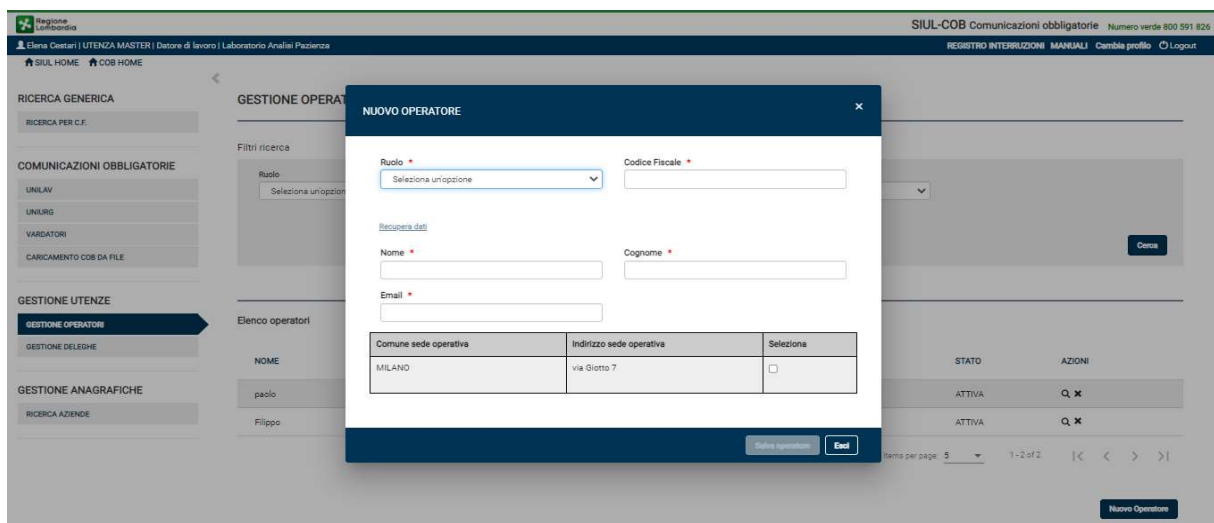 Regione
Lombardia
SIUL-COB Comunicazioni obbligatorie Numero verde 800 591 826
Elena Cestari | UTENZA MASTER | Datore di lavoro | Laboratorio Analisi Pazienza
REGISTRO INTERRUZIONI MANUALI Cambia profilo Logout
SIUL HOME COB HOME
RICERCA GENERICA
RICERCA PER C.F.
COMUNICAZIONI OBBLIGATORIE
UNILAV
UNIURG
VARDATORI
CARICAMENTO COB DA FILE
GESTIONE UTENZE
GESTIONE OPERATORI
GESTIONE DELEGHE
GESTIONE ANAGRAFICHE
RICERCA AZIENDE
GESTIONE OPERAT
Filtri ricerca
Ruolo
Seleziona un'opzion
Cerca
Elenco operatori
NOME STATO AZIONI
paolo ATTIVA
Filippo ATTIVA
Items per page: 5 1 - 2 of 2
Nuovo Operatore
NUOVO OPERATORE
Ruolo * Codice Fiscale *
Seleziona un'opzione
Recupera dati
Nome * Cognome *
Email *
Comune sede operativa Indirizzo sede operativa Seleziona
MILANO via Giotto 7
Salva operatore Esci